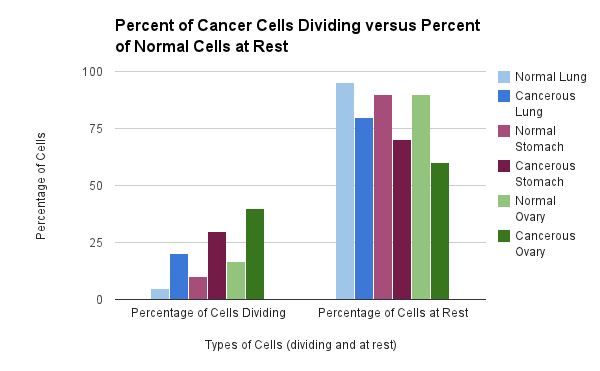 Percent of Cancer Cells Dividing versus Percent
of Normal Cells at Rest
100
75
50
25
0
Percentage of Cells
Percentage of Cells Dividing
Percentage of Cells at Rest
Types of Cells (dividing and at rest)
Normal Lung
Cancerous
Lung
Normal
Stomach
Cancerous
Stomach
Normal
Ovary
Cancerous
Ovary